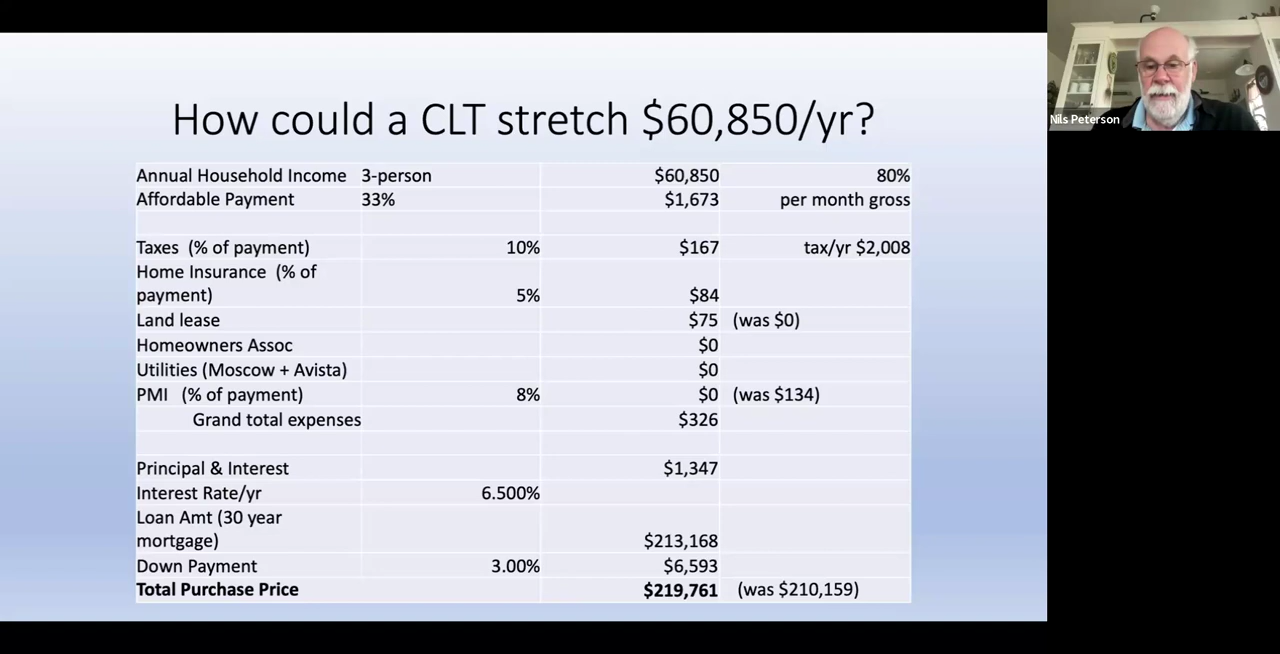 How could a CLT stretch $60,850/yr?
Nils Peterson
Annual Household Income 3-person $60,850 80%
Affordable Payment 33% $1,673 per month gross
Taxes (% of payment) 10% $167 tax/yr $2,008
Home Insurance (% of
payment) 5% $84
Land lease $75 (was $0)
Homeowners Assoc $0
Utilities (Moscow + Avista) $0
PMI (% of payment) 8% $0 (was $134)
Grand total expenses $326
Principal & Interest $1,347
Interest Rate/yr 6.500%
Loan Amt (30 year
mortgage) $213,168
Down Payment 3.00% $6,593
Total Purchase Price $219,761 (was $210,159)